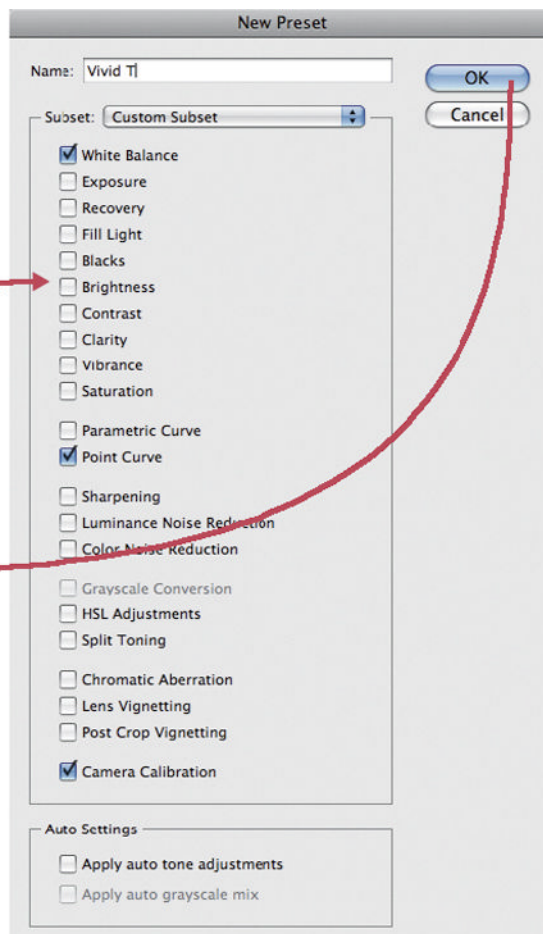 New Preset
Name: Vivid T
OK
Subset: Custom Subset
Cancel
White Balance
Exposure
Recovery
Fill Light
Blacks
Brightness
Contrast
Clarity
Vibrance
Saturation
Parametric Curve
Point Curve
Sharpening
Luminance Noise Reduction
Color Noise Reduction
Grayscale Conversion
HSL Adjustments
Split Toning
Chromatic Aberration
Lens Vignetting
Post Crop Vignetting
Camera Calibration
Auto Settings
Apply auto tone adjustments
Apply auto grayscale mix